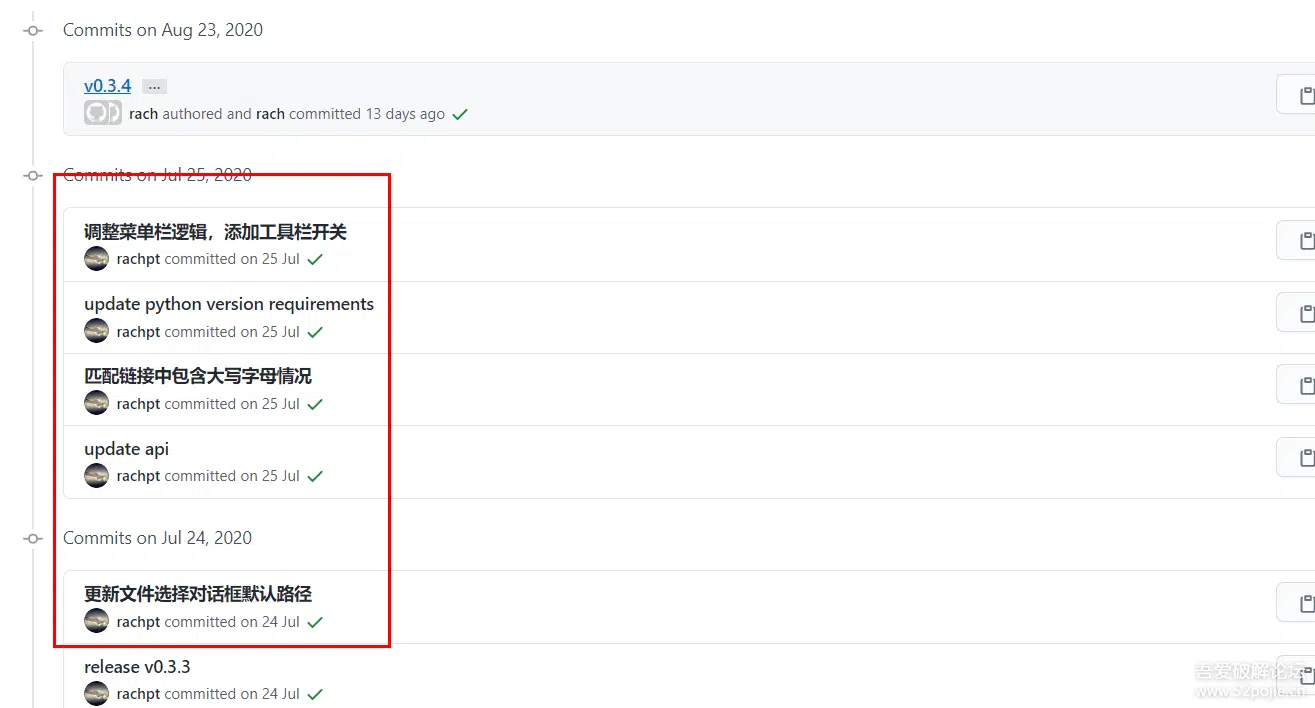 Commits on Aug 23, 2020
v0.3.4 ...
rach authored and rach committed 13 days ago
Commits on Jul 25, 2020
调整菜单栏逻辑，添加工具栏开关
rachpt committed on 25 Jul
update python version requirements
rachpt committed on 25 Jul
匹配链接中包含大写字母情况
rachpt committed on 25 Jul
update api
rachpt committed on 25 Jul
Commits on Jul 24, 2020
更新文件选择对话框默认路径
rachpt committed on 24 Jul
release v0.3.3
rachpt committed on 24 Jul
吾爱破解论坛
www.52pojie.cn